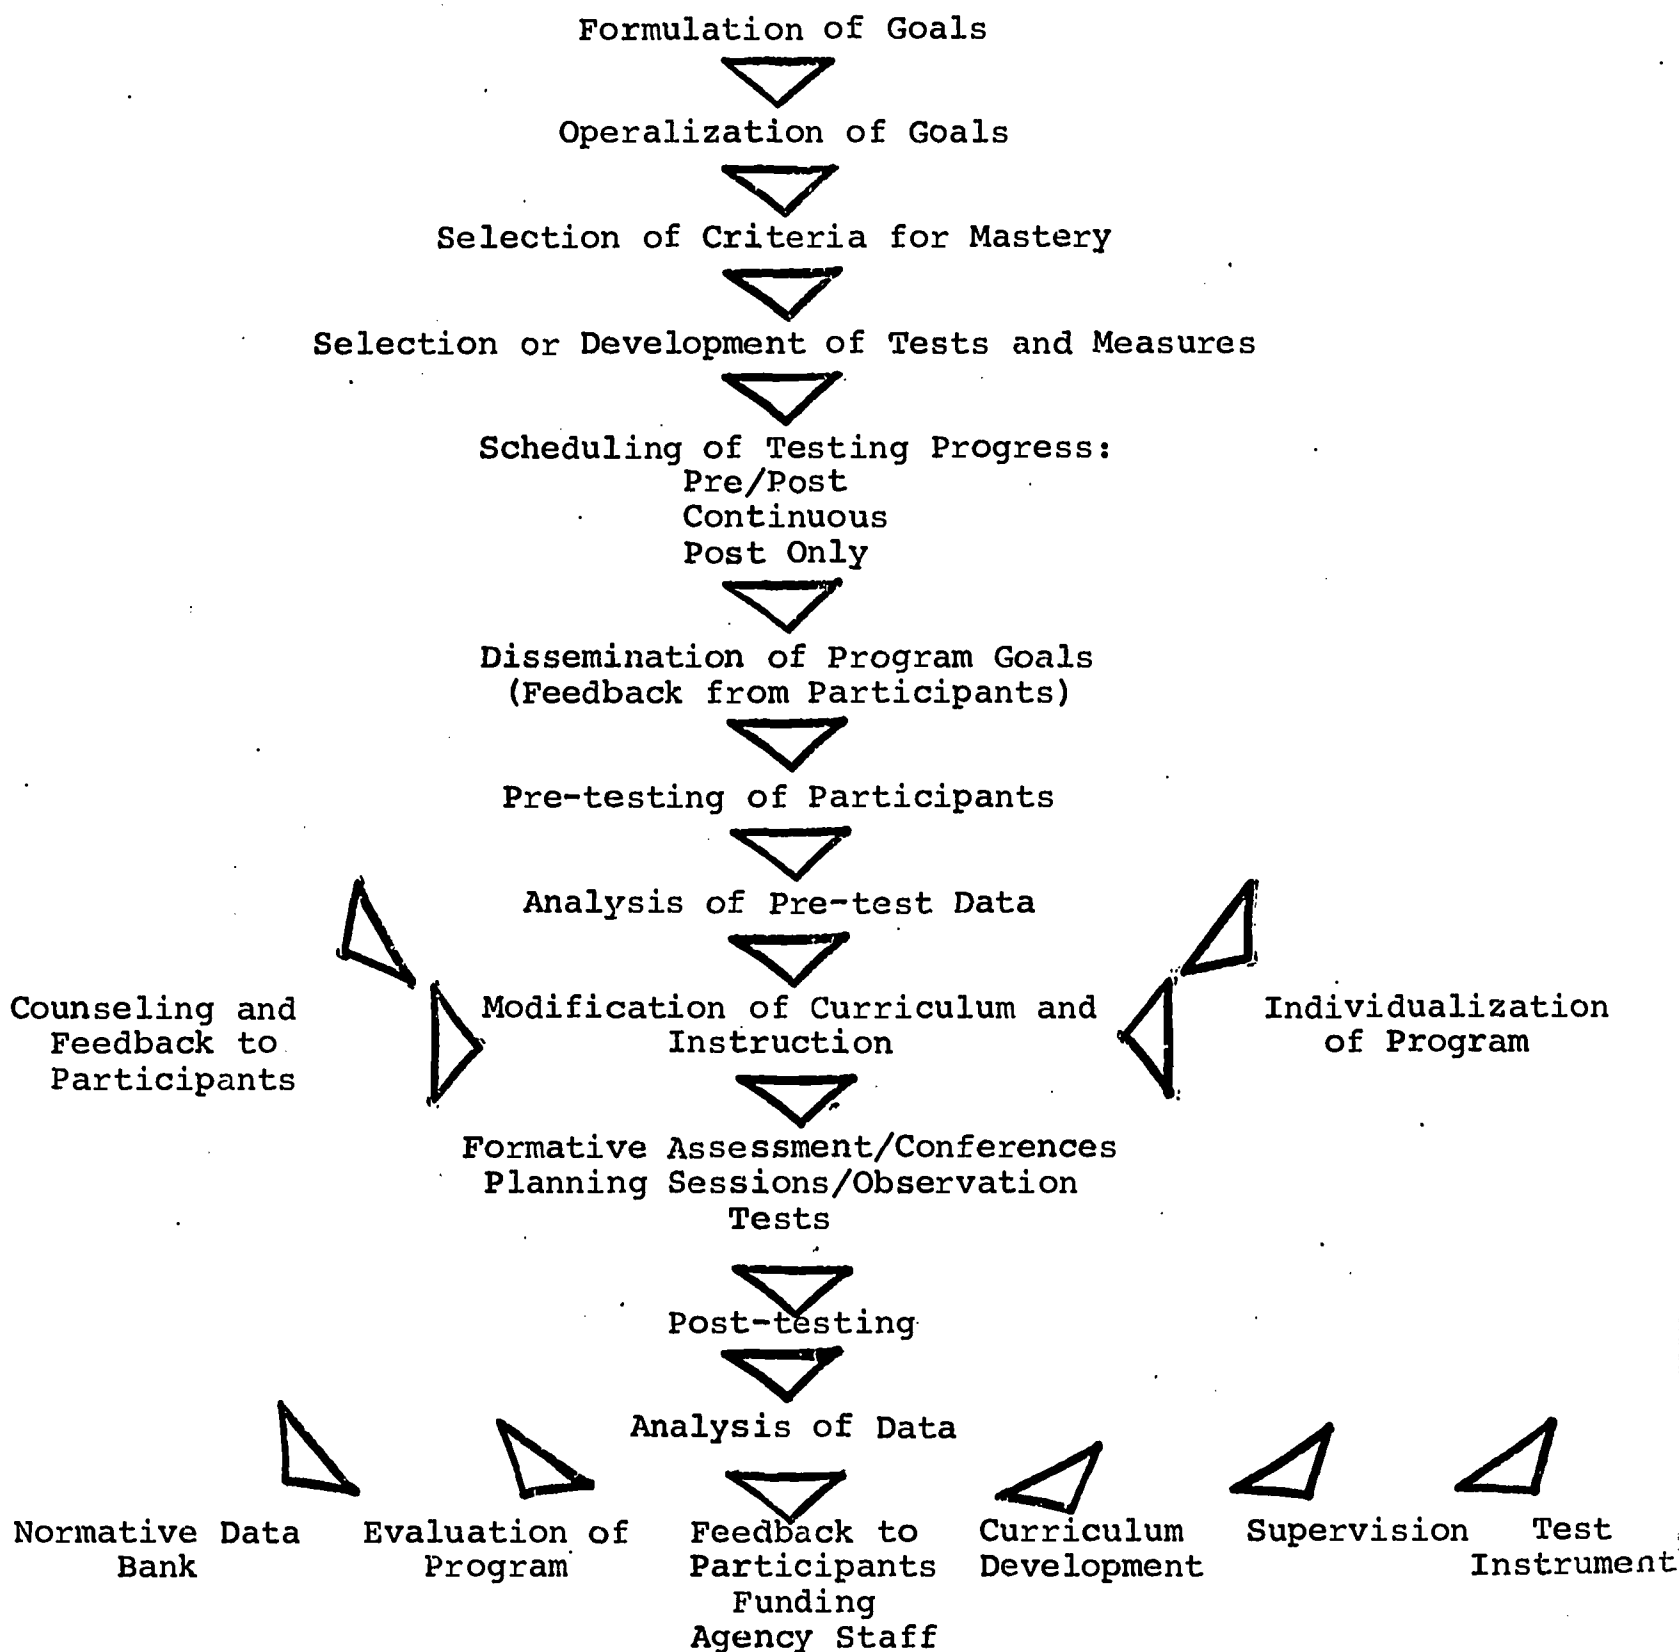 Formulation of Goals
Operalization of Goals
Selection of Criteria for Mastery
Selection or Development of Tests and Measures
Scheduling of Testing Progress:
Pre/Post
Continuous
Post Only
Dissemination of Program Goals
(Feedback from Participants)
Pre-testing of Participants
Analysis of Pre-test Data
Counseling and
Feedback to
Participants
Modification of Curriculum and
Instruction
Individualization
of Program
Formative Assessment/Conferences
Planning Sessions/Observation
Tests
Post-testing
Analysis of Data
Normative Data
Bank
Evaluation of
Program
Feedback to
Participants
Funding
Agency Staff
Curriculum
Development
Supervision
Test
Instrument